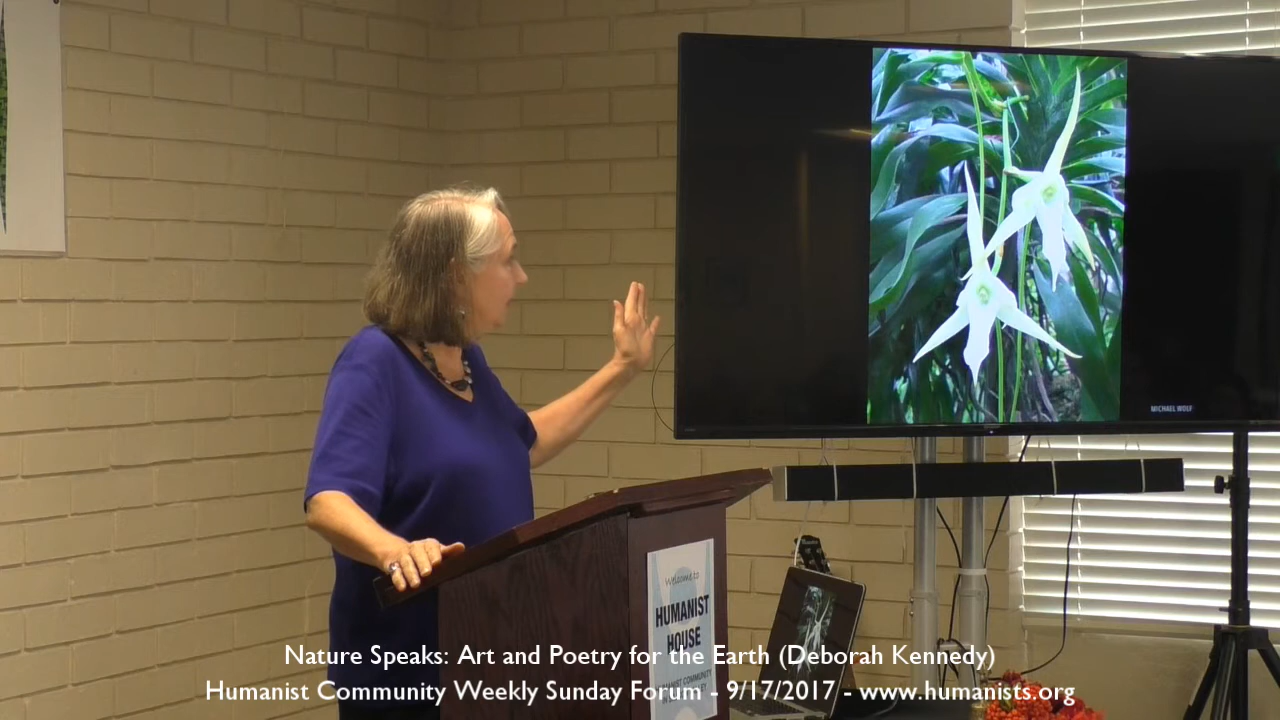 MICHAEL WOLF
Welcome to
HUMANIST
HOUSE
Nature Speaks: Art and Poetry for the Earth (Deborah Kennedy)
Humanist Community Weekly Sunday Forum - 9/17/2017 - www.humanists.org